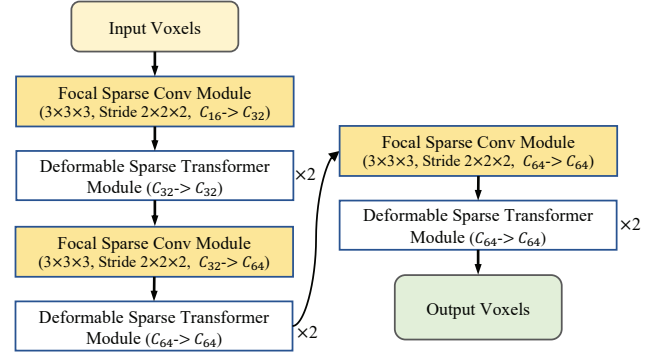 Input Voxels
Focal Sparse Conv Module
(3×3×3, Stride 2×2×2, C₁₆-> C₃₂)
Deformable Sparse Transformer
Module (C₃₂-> C₃₂)
×2
Focal Sparse Conv Module
(3×3×3, Stride 2×2×2, C₃₂-> C₆₄)
Deformable Sparse Transformer
Module (C₆₄-> C₆₄)
×2
Focal Sparse Conv Module
(3×3×3, Stride 2×2×2, C₆₄-> C₆₄)
Deformable Sparse Transformer
Module (C₆₄-> C₆₄)
×2
Output Voxels